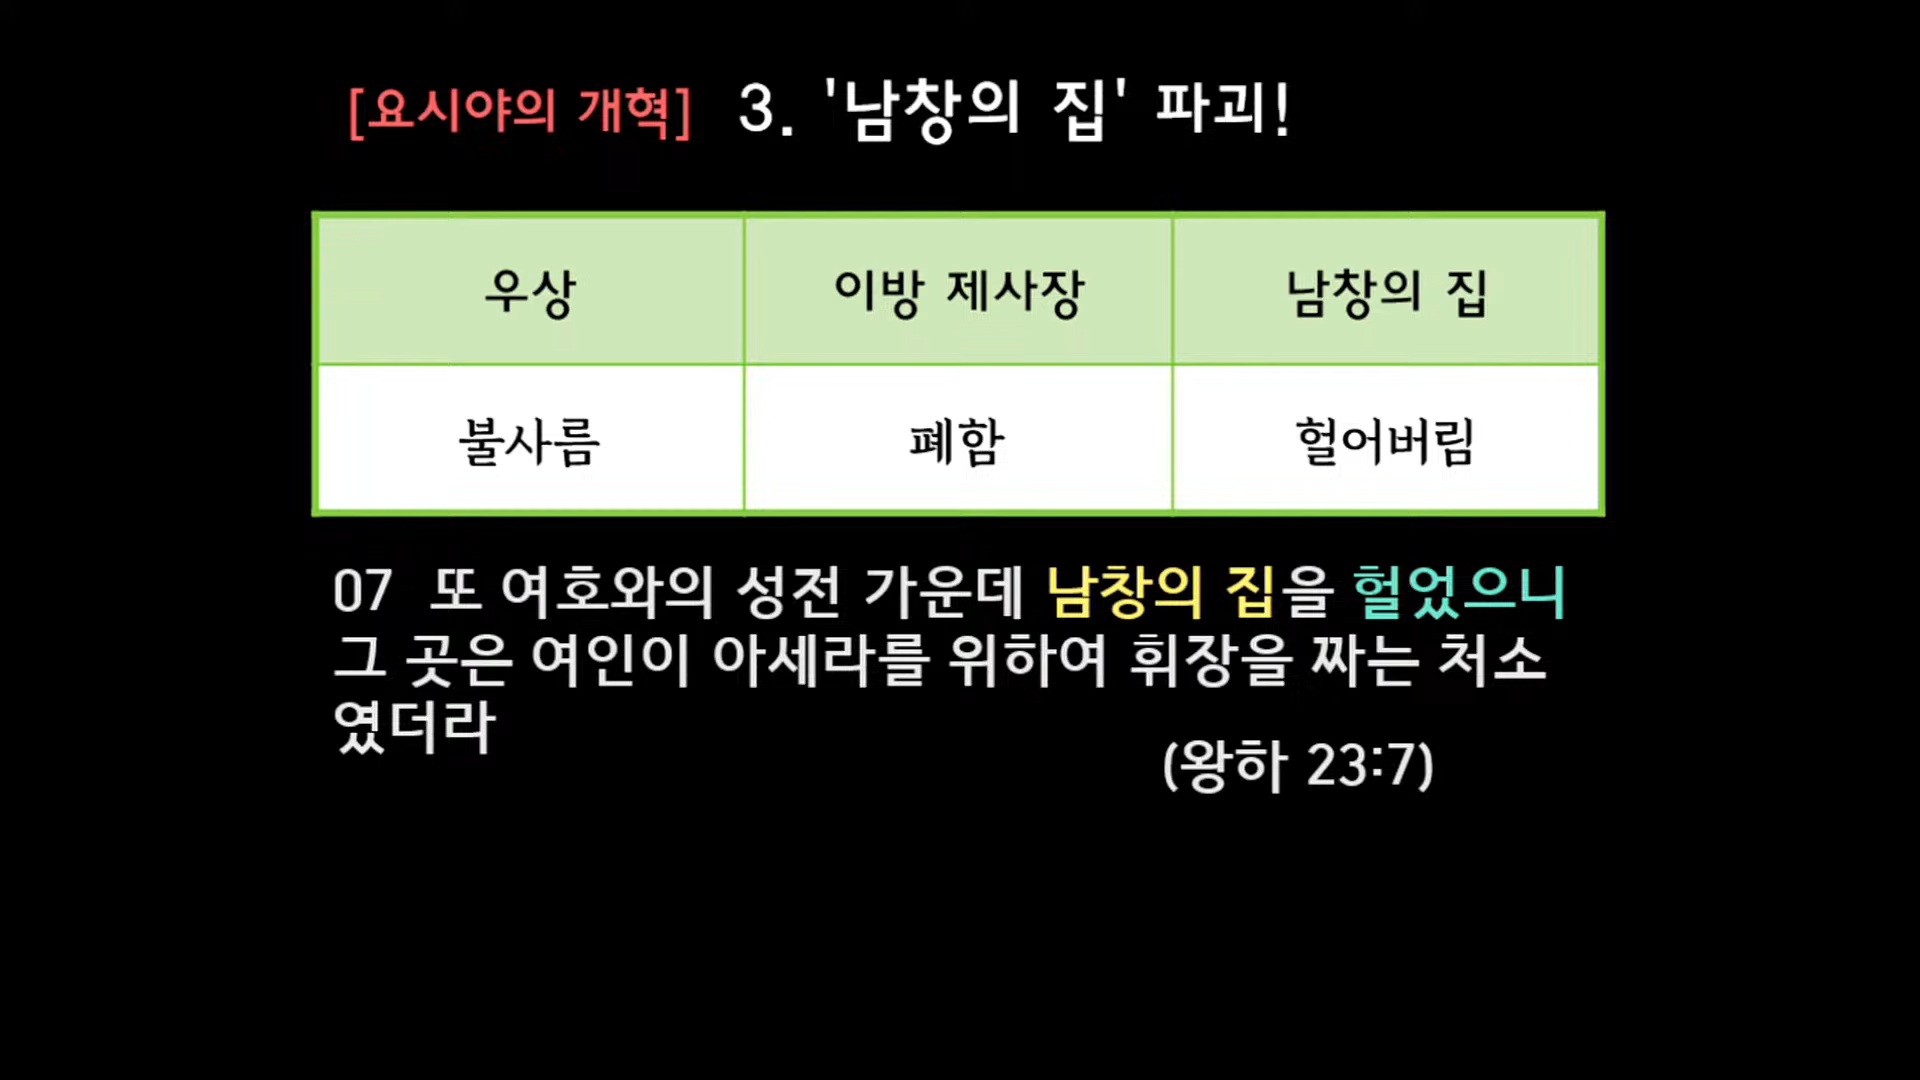 [요시야의 개혁] 3. '남창의 집' 파괴!
우상 이방 제사장 남창의 집
불사름 폐함 헐어버림
07 또 여호와의 성전 가운데 남창의 집을 헐었으니
그 곳은 여인이 아세라를 위하여 휘장을 짜는 처소
였더라
(왕하 23:7)